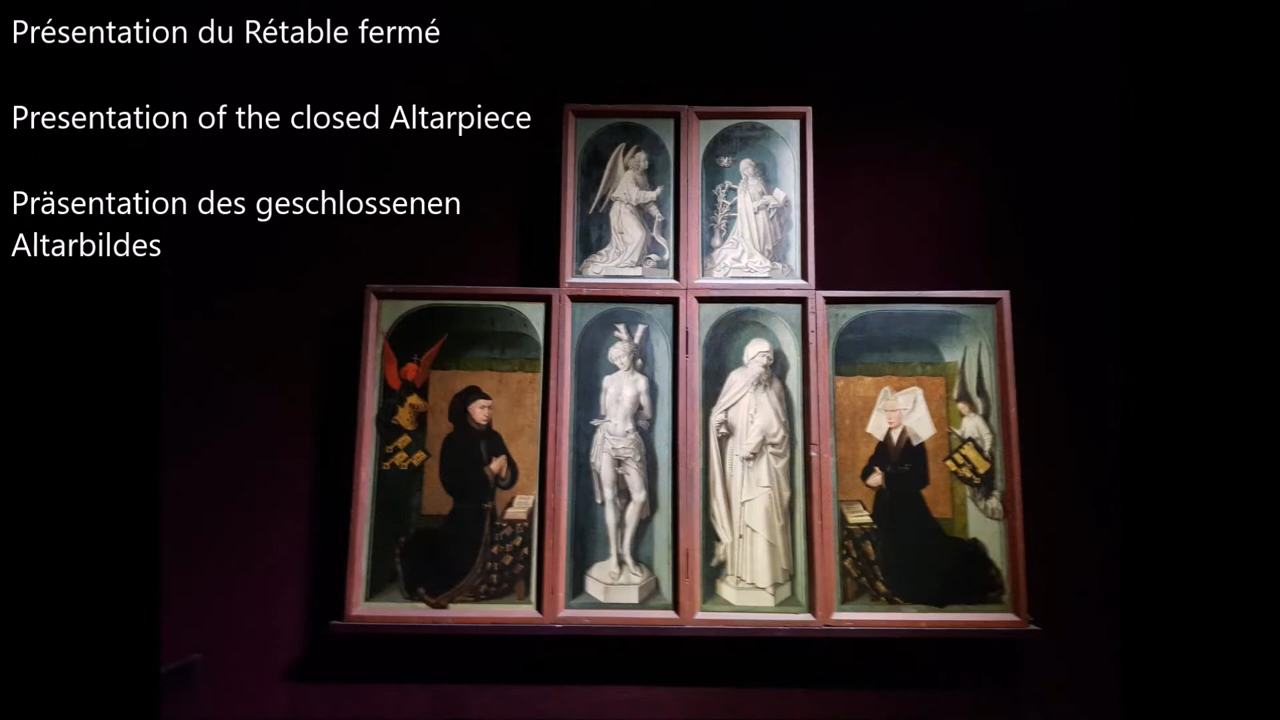 Présentation du Rétable fermé
Presentation of the closed Altarpiece
Präsentation des geschlossenen
Altarbildes